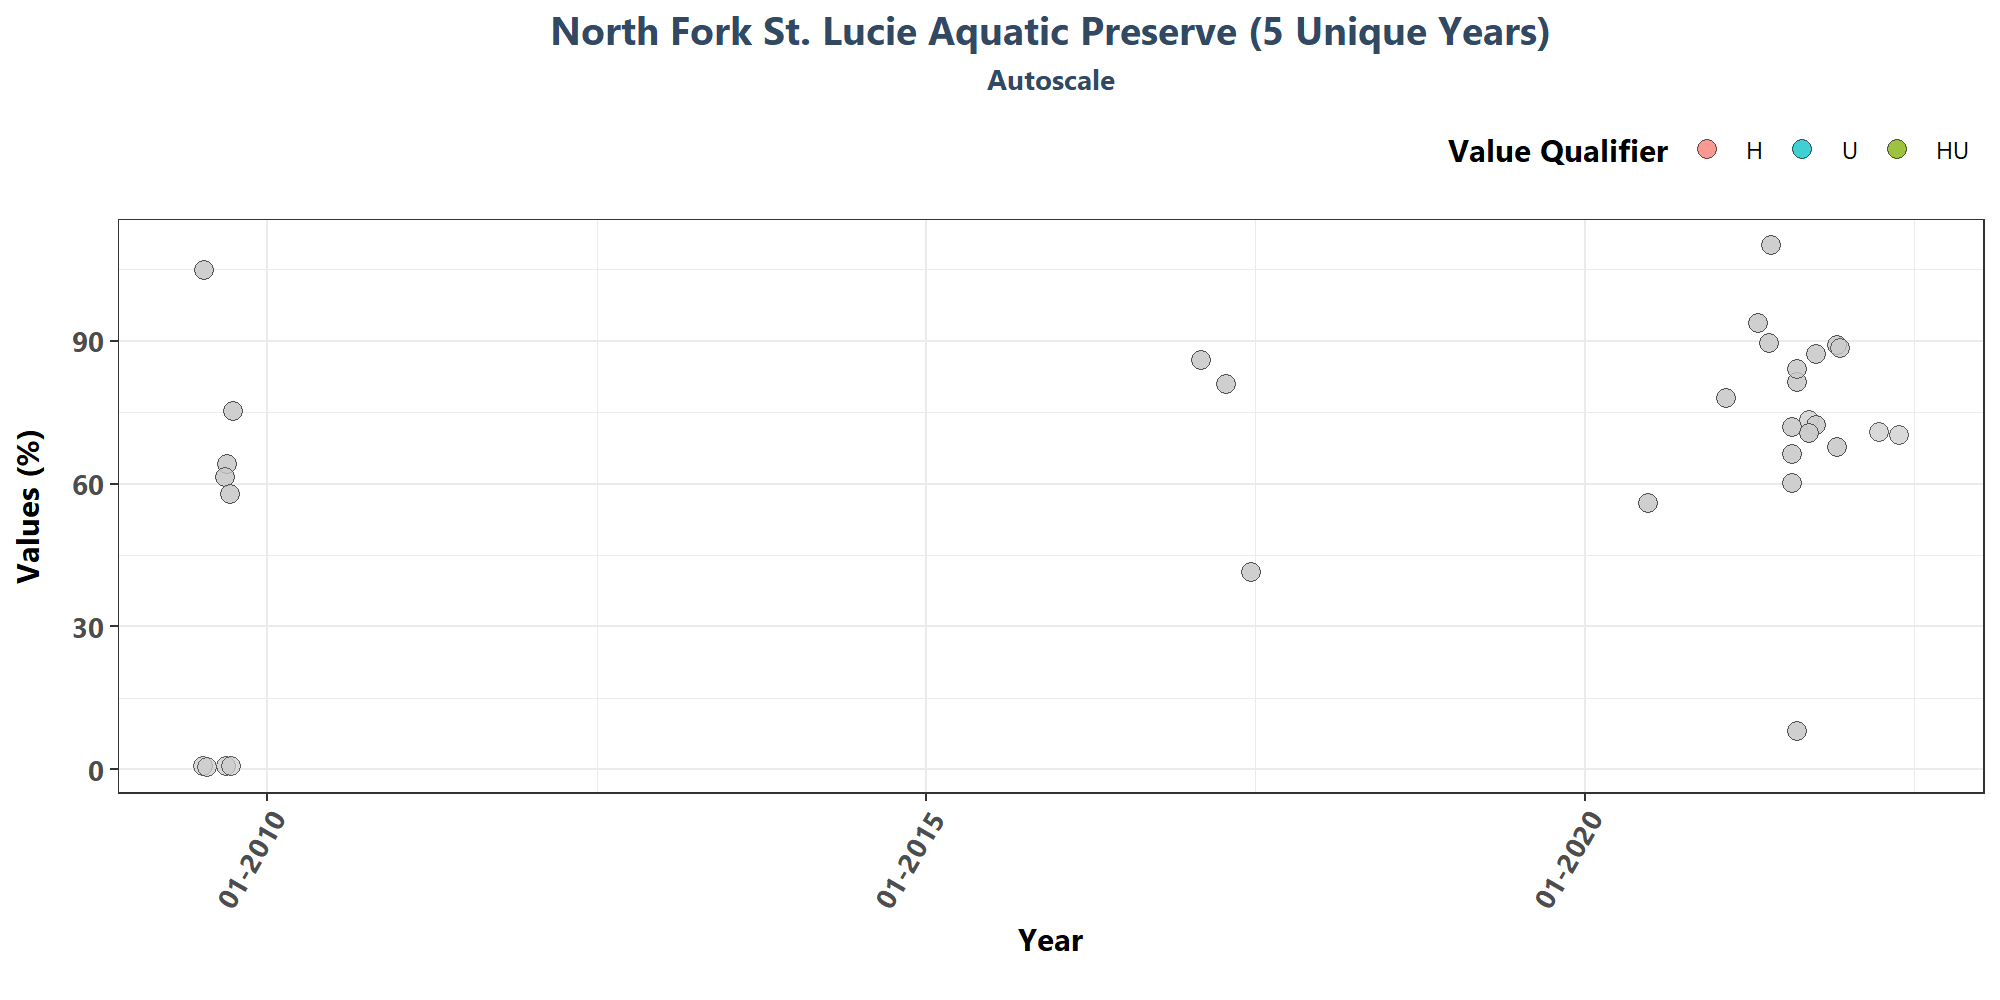 North Fork St. Lucie Aquatic Preserve (5 Unique Years)
Autoscale
Value Qualifier H U HU
Values (%)
90
60
30
0
01-2010 01-2015 01-2020
Year